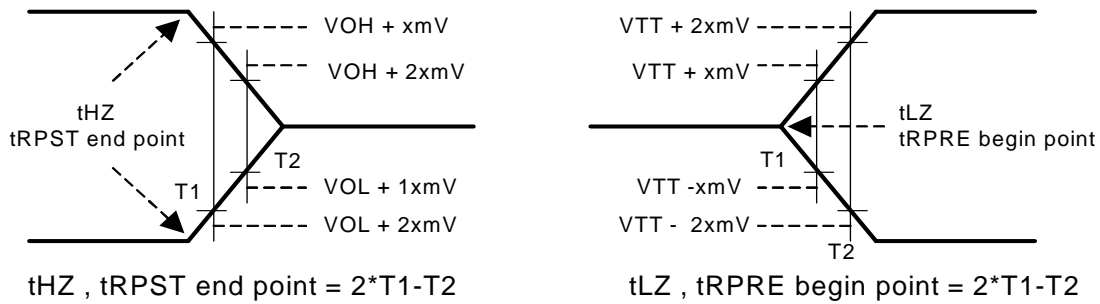 VOH + xmV
VOH + 2xmV
tHZ
tRPST end point
T1
T2
VOL + 1xmV
VOL + 2xmV
tHZ , tRPST end point = 2*T1-T2
VTT + 2xmV
VTT + xmV
tLZ
tRPRE begin point
T1
VTT -xmV
VTT - 2xmV
T2
tLZ , tRPRE begin point = 2*T1-T2